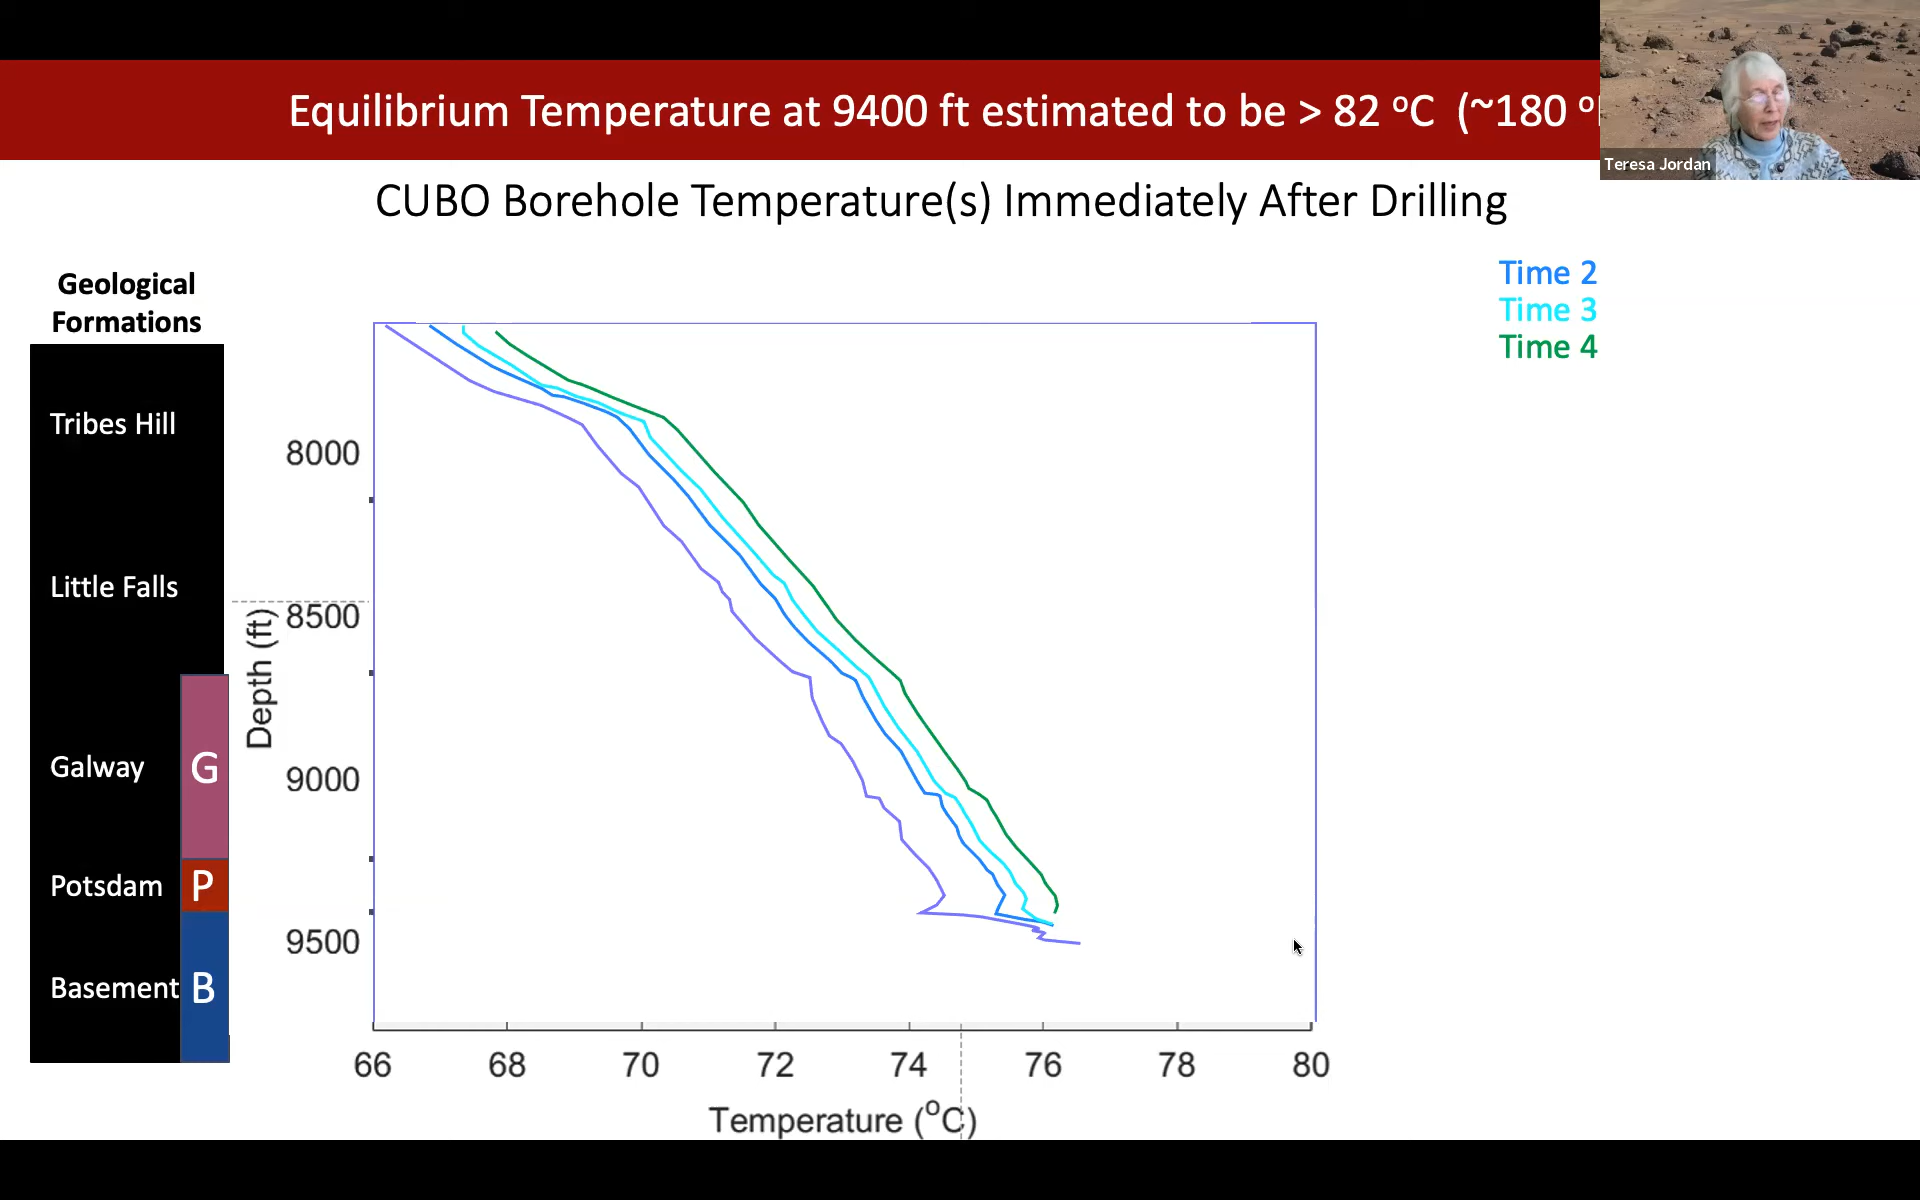 Equilibrium Temperature at 9400 ft estimated to be > 82 ºC (~180 º
Teresa Jordan
CUBO Borehole Temperature(s) Immediately After Drilling
Time 2
Time 3
Time 4
Geological
Formations
Tribes Hill
Little Falls
Galway
G
Potsdam
P
Basement
B
Depth (ft)
8000
8500
9000
9500
66 68 70 72 74 76 78 80
Temperature (ºC)